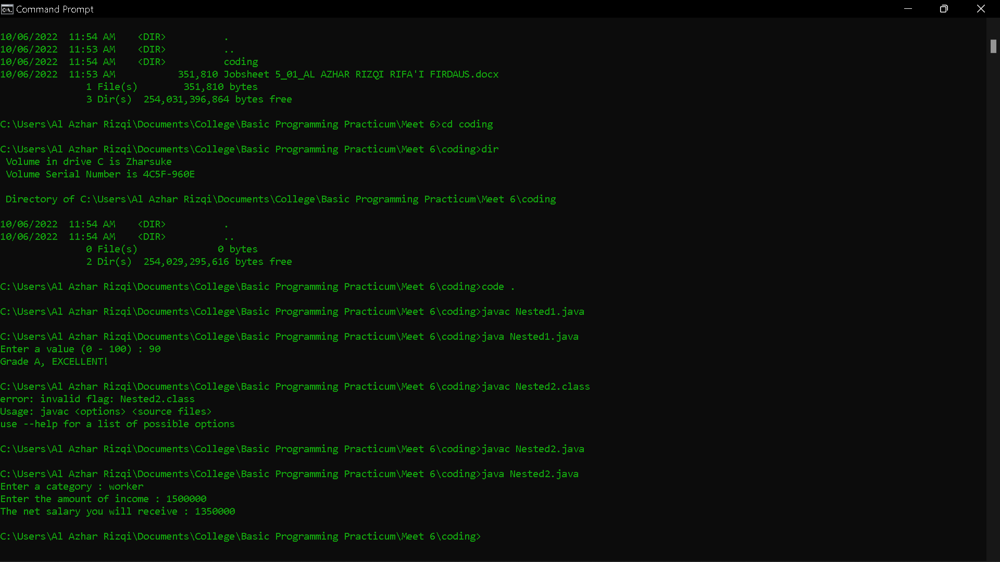 Command Prompt
10/06/2022  11:54 AM    <DIR>          .
10/06/2022  11:53 AM    <DIR>          ..
10/06/2022  11:54 AM    <DIR>          coding
10/06/2022  11:53 AM           351,810 Jobsheet 5_01_AL AZHAR RIZQI RIFA'I FIRDAUS.docx
               1 File(s)        351,810 bytes
               3 Dir(s)  254,031,396,864 bytes free
C:\Users\Al Azhar Rizqi\Documents\College\Basic Programming Practicum\Meet 6>cd coding
C:\Users\Al Azhar Rizqi\Documents\College\Basic Programming Practicum\Meet 6\coding>dir
 Volume in drive C is Zharsuke
 Volume Serial Number is 4C5F-960E
 Directory of C:\Users\Al Azhar Rizqi\Documents\College\Basic Programming Practicum\Meet 6\coding
10/06/2022  11:54 AM    <DIR>          .
10/06/2022  11:54 AM    <DIR>          ..
               0 File(s)              0 bytes
               2 Dir(s)  254,029,295,616 bytes free
C:\Users\Al Azhar Rizqi\Documents\College\Basic Programming Practicum\Meet 6\coding>code .
C:\Users\Al Azhar Rizqi\Documents\College\Basic Programming Practicum\Meet 6\coding>javac Nested1.java
C:\Users\Al Azhar Rizqi\Documents\College\Basic Programming Practicum\Meet 6\coding>java Nested1.java
Enter a value (0 - 100) : 90
Grade A, EXCELLENT!
C:\Users\Al Azhar Rizqi\Documents\College\Basic Programming Practicum\Meet 6\coding>javac Nested2.class
error: invalid flag: Nested2.class
Usage: javac <options> <source files>
use --help for a list of possible options
C:\Users\Al Azhar Rizqi\Documents\College\Basic Programming Practicum\Meet 6\coding>javac Nested2.java
C:\Users\Al Azhar Rizqi\Documents\College\Basic Programming Practicum\Meet 6\coding>java Nested2.java
Enter a category : worker
Enter the amount of income : 1500000
The net salary you will receive : 1350000
C:\Users\Al Azhar Rizqi\Documents\College\Basic Programming Practicum\Meet 6\coding>